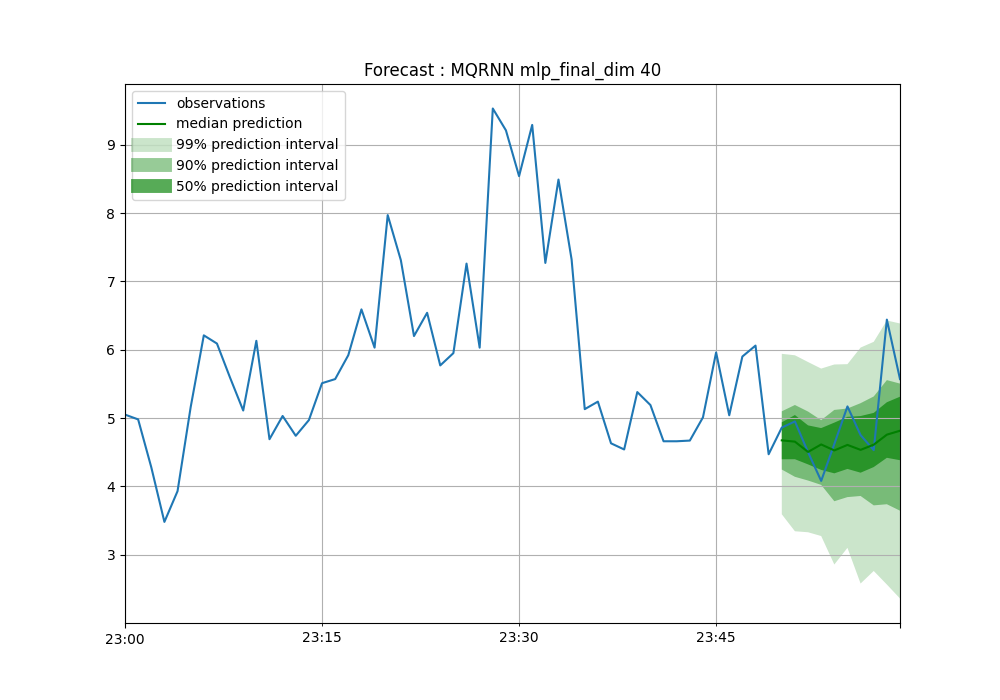 Forecast : MQRNN mlp_final_dim 40
observations
median prediction
99% prediction interval
90% prediction interval
50% prediction interval
9
8
7
6
5
4
3
23:00
23:15
23:30
23:45